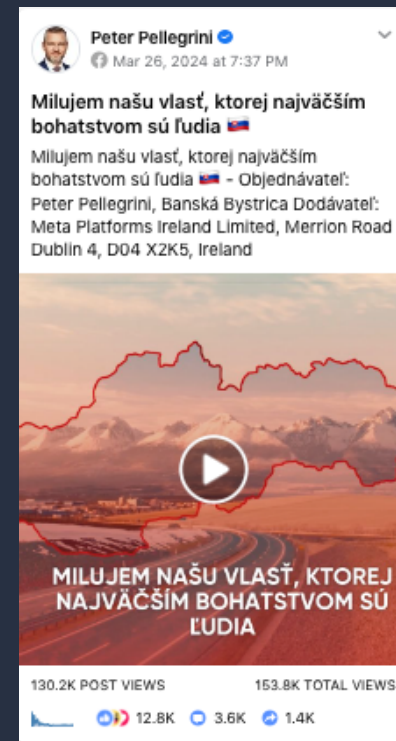 Peter Pellegrini
Mar 26, 2024 at 7:37 PM
Milujem našu vlasť, ktorej najväčším
bohatstvom sú ľudia 🇸🇰
Milujem našu vlasť, ktorej najväčším
bohatstvom sú ľudia 🇸🇰 – Objednávateľ:
Peter Pellegrini, Banská Bystrica Dodávateľ:
Meta Platforms Ireland Limited, Merrion Road
Dublin 4, D04 X2K5, Ireland
MILUJEM NAŠU VLASŤ, KTOREJ
NAJVÄČŠÍM BOHATSTVOM SÚ
ĽUDIA
130.2K POST VIEWS 153.8K TOTAL VIEWS
12.8K 3.6K 1.4K